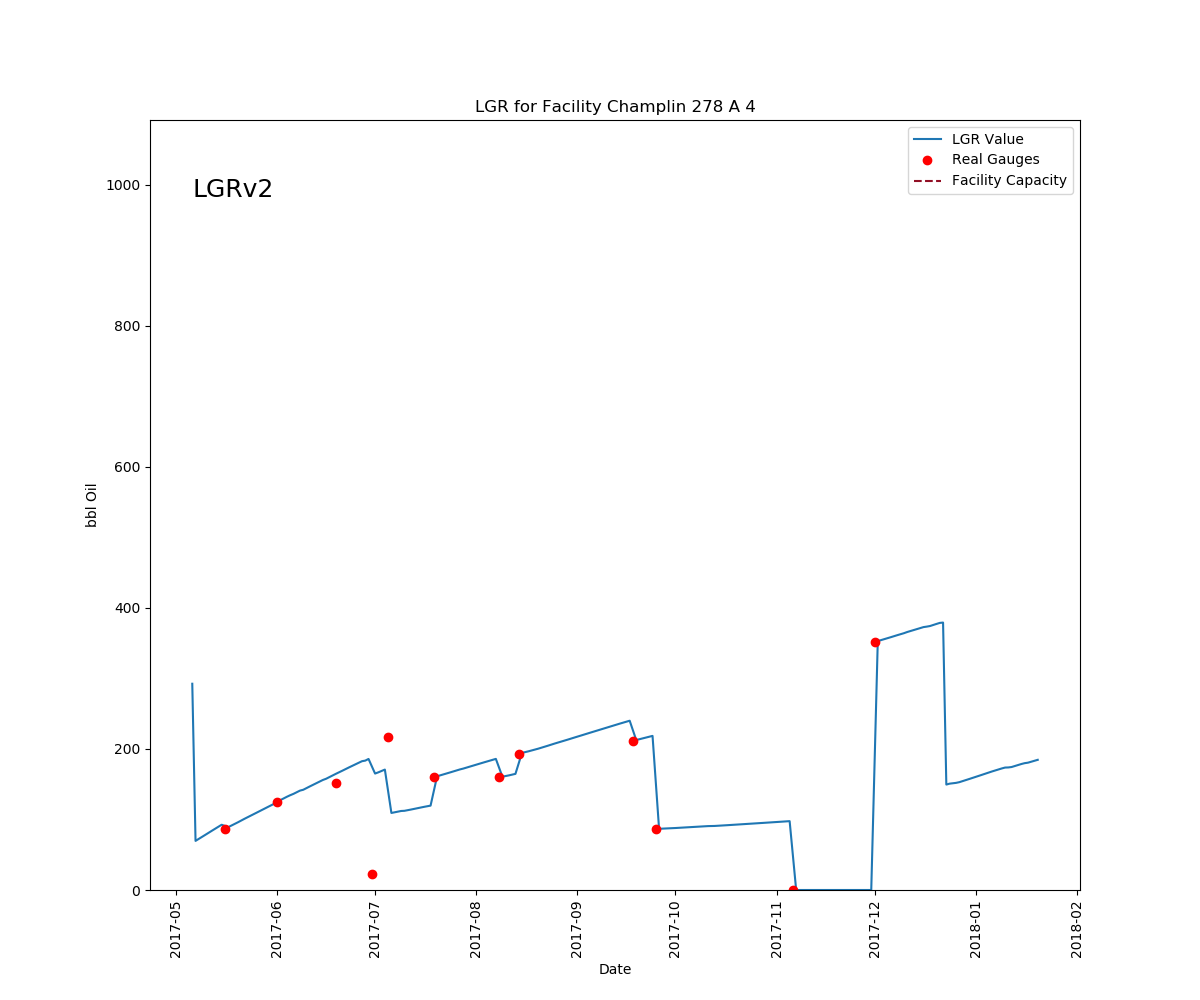 LGR for Facility Champlin 278 A 4
LGR Value
Real Gauges
Facility Capacity
LGRv2
1000
800
600
400
200
0
bbl Oil
2017-05
2017-06
2017-07
2017-08
2017-09
2017-10
2017-11
2017-12
2018-01
2018-02
Date